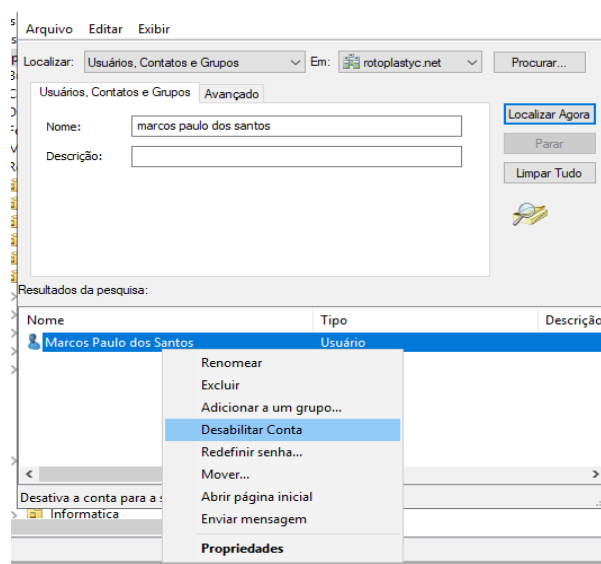 Arquivo Editar Exibir
Localizar: Usuários, Contatos e Grupos Em: rotoplastyc.net Procurar...
Usuários, Contatos e Grupos Avançado
Localizar Agora
Nome: marcos paulo dos santos
Parar
Descrição:
Limpar Tudo
Resultados da pesquisa:
Nome Tipo Descrição
Marcos Paulo dos Santos Usuário
Renomear
Excluir
Adicionar a um grupo...
Desabilitar Conta
Redefinir senha...
Mover...
Abrir página inicial
Enviar mensagem
Propriedades
Desativa a conta para a
Informatica